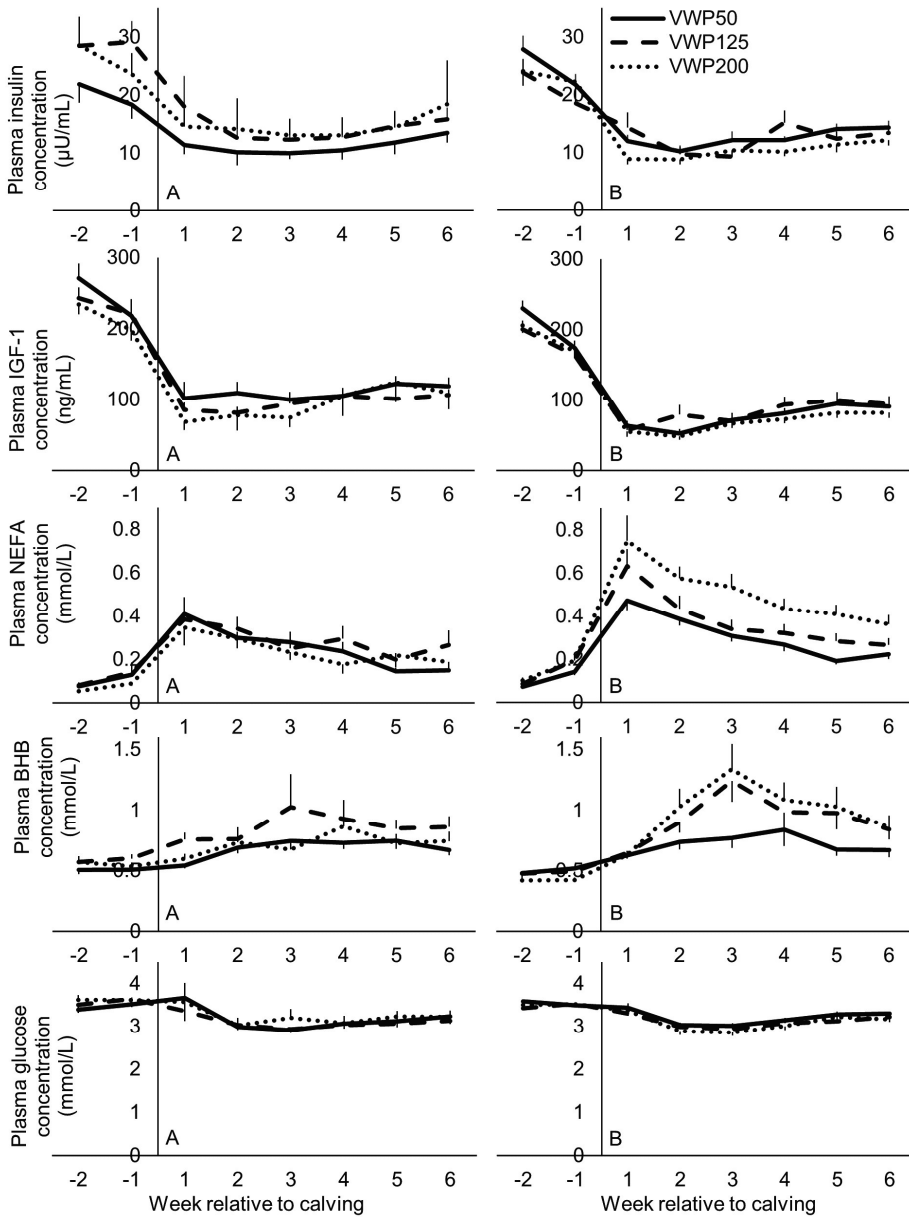 30
20
10
0
A
-2 -1 1 2 3 4 5 6
Plasma insulin
concentration
(μU/mL)
30
20
10
0
B
-2 -1 1 2 3 4 5 6
VWP50
VWP125
VWP200
300
200
100
0
A
-2 -1 1 2 3 4 5 6
Plasma IGF-1
concentration
(ng/mL)
300
200
100
0
B
-2 -1 1 2 3 4 5 6
0.8
0.6
0.4
0.2
0
A
-2 -1 1 2 3 4 5 6
Plasma NEFA
concentration
(mmol/L)
0.8
0.6
0.4
0.2
0
B
-2 -1 1 2 3 4 5 6
1.5
1
0.5
0
A
-2 -1 1 2 3 4 5 6
Plasma BHB
concentration
(mmol/L)
1.5
1
0.5
0
B
-2 -1 1 2 3 4 5 6
4
3
2
1
0
A
-2 -1 1 2 3 4 5 6
Plasma glucose
concentration
(mmol/L)
Week relative to calving
4
3
2
1
0
B
-2 -1 1 2 3 4 5 6
Week relative to calving